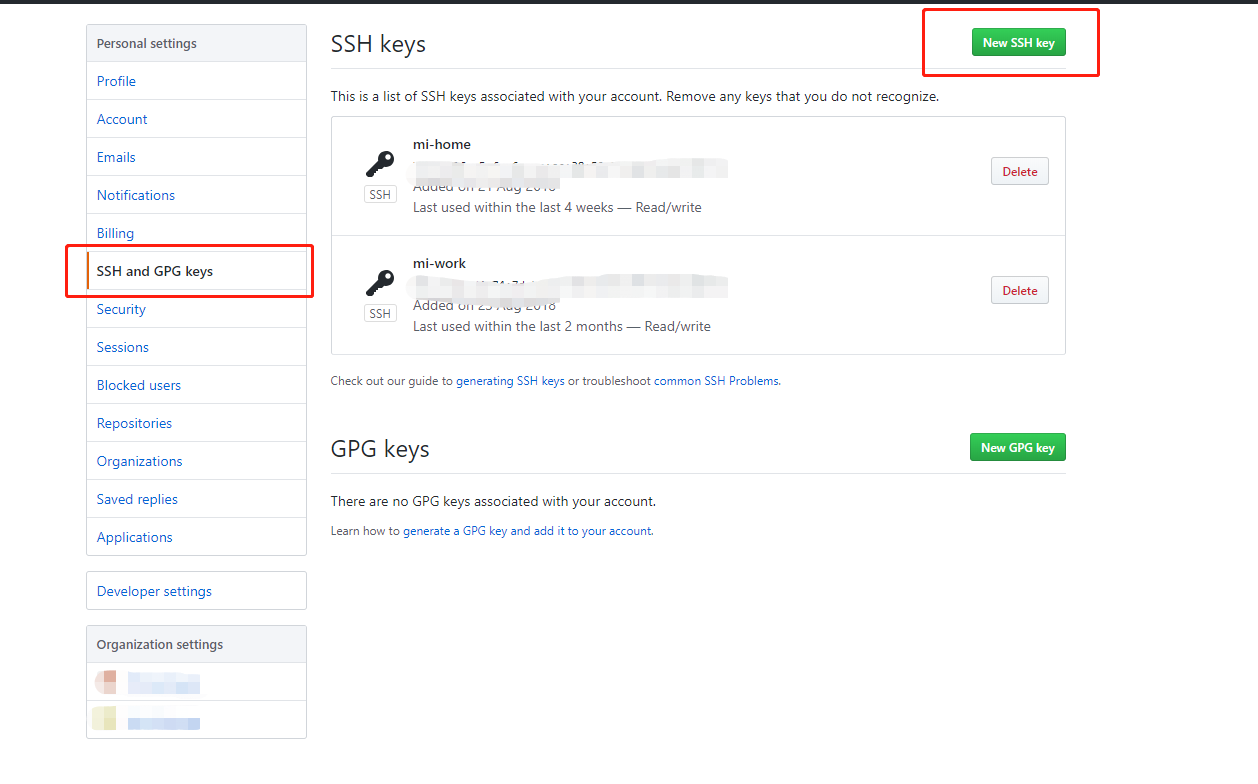 Personal settings
Profile
Account
Emails
Notifications
Billing
SSH and GPG keys
Security
Sessions
Blocked users
Repositories
Organizations
Saved replies
Applications
Developer settings
Organization settings
SSH keys
New SSH key
This is a list of SSH keys associated with your account. Remove any keys that you do not recognize.
mi-home
SSH
Added on 21 Aug 2018
Last used within the last 4 weeks — Read/write
Delete
mi-work
SSH
Added on 23 Aug 2018
Last used within the last 2 months — Read/write
Delete
Check out our guide to generating SSH keys or troubleshoot common SSH Problems.
GPG keys
New GPG key
There are no GPG keys associated with your account.
Learn how to generate a GPG key and add it to your account.